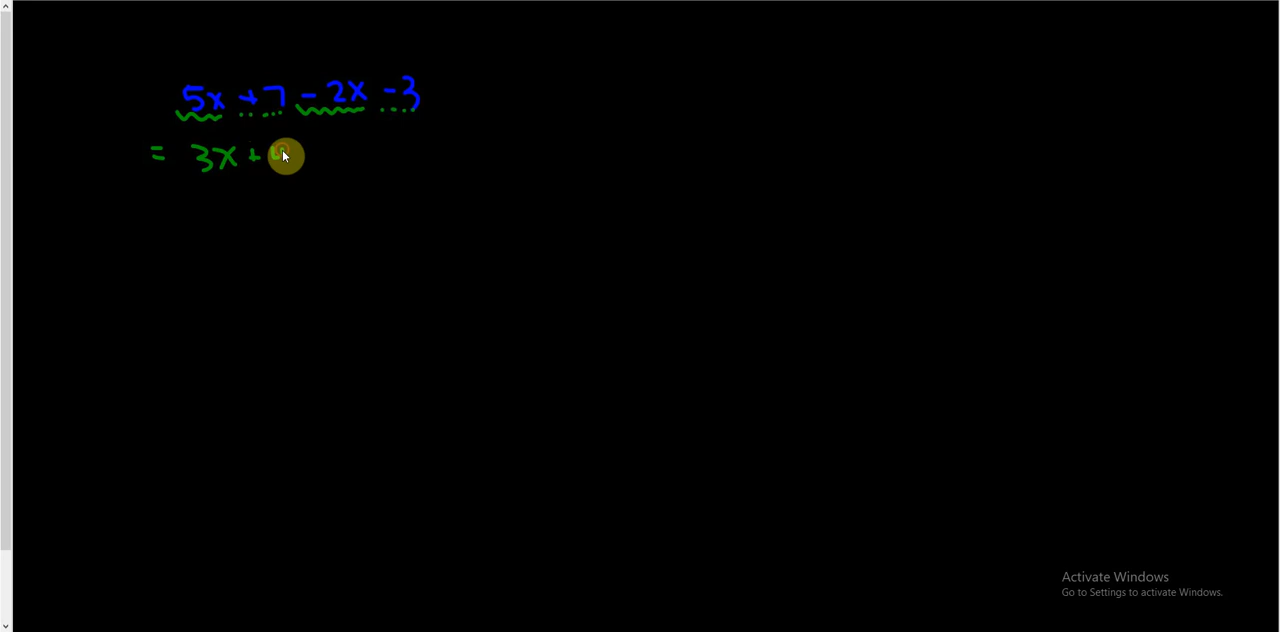 5x + 7 - 2x - 3
= 3x +
Activate Windows
Go to Settings to activate Windows.